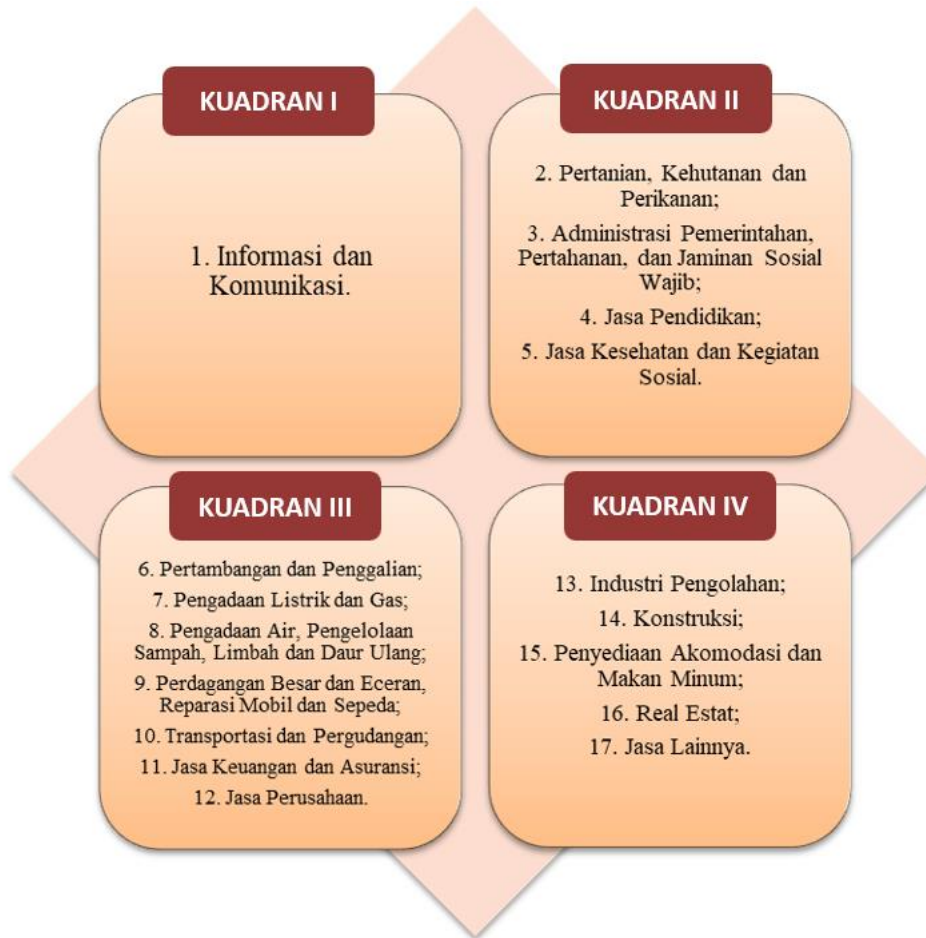 KUADRAN I
1. Informasi dan
Komunikasi.
KUADRAN II
2. Pertanian, Kehutanan dan
Perikanan;
3. Administrasi Pemerintahan,
Pertahanan, dan Jaminan Sosial
Wajib;
4. Jasa Pendidikan;
5. Jasa Kesehatan dan Kegiatan
Sosial.
KUADRAN III
6. Pertambangan dan Penggalian;
7. Pengadaan Listrik dan Gas;
8. Pengadaan Air, Pengelolaan
Sampah, Limbah dan Daur Ulang;
9. Perdagangan Besar dan Eceran,
Reparasi Mobil dan Sepeda;
10. Transportasi dan Pergudangan;
11. Jasa Keuangan dan Asuransi;
12. Jasa Perusahaan.
KUADRAN IV
13. Industri Pengolahan;
14. Konstruksi;
15. Penyediaan Akomodasi dan
Makan Minum;
16. Real Estat;
17. Jasa Lainnya.